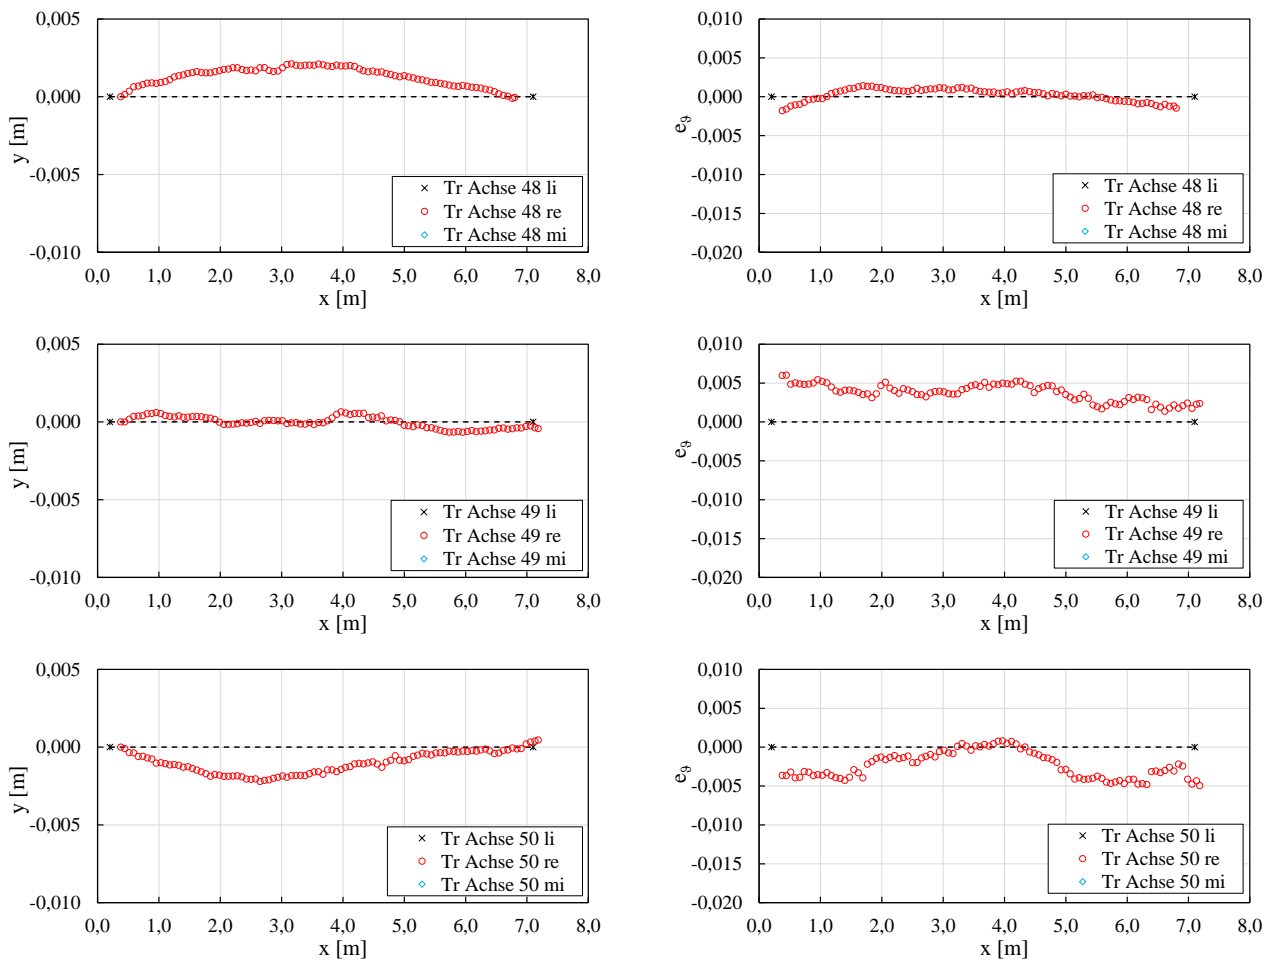 0,005
0,000
-0,005
-0,010
y [m]
0,0 1,0 2,0 3,0 4,0 5,0 6,0 7,0 8,0
x [m]
Tr Achse 48 li
Tr Achse 48 re
Tr Achse 48 mi
0,010
0,005
0,000
-0,005
-0,010
-0,015
-0,020
eϑ
0,0 1,0 2,0 3,0 4,0 5,0 6,0 7,0 8,0
x [m]
Tr Achse 48 li
Tr Achse 48 re
Tr Achse 48 mi
0,005
0,000
-0,005
-0,010
y [m]
0,0 1,0 2,0 3,0 4,0 5,0 6,0 7,0 8,0
x [m]
Tr Achse 49 li
Tr Achse 49 re
Tr Achse 49 mi
0,010
0,005
0,000
-0,005
-0,010
-0,015
-0,020
eϑ
0,0 1,0 2,0 3,0 4,0 5,0 6,0 7,0 8,0
x [m]
Tr Achse 49 li
Tr Achse 49 re
Tr Achse 49 mi
0,005
0,000
-0,005
-0,010
y [m]
0,0 1,0 2,0 3,0 4,0 5,0 6,0 7,0 8,0
x [m]
Tr Achse 50 li
Tr Achse 50 re
Tr Achse 50 mi
0,010
0,005
0,000
-0,005
-0,010
-0,015
-0,020
eϑ
0,0 1,0 2,0 3,0 4,0 5,0 6,0 7,0 8,0
x [m]
Tr Achse 50 li
Tr Achse 50 re
Tr Achse 50 mi